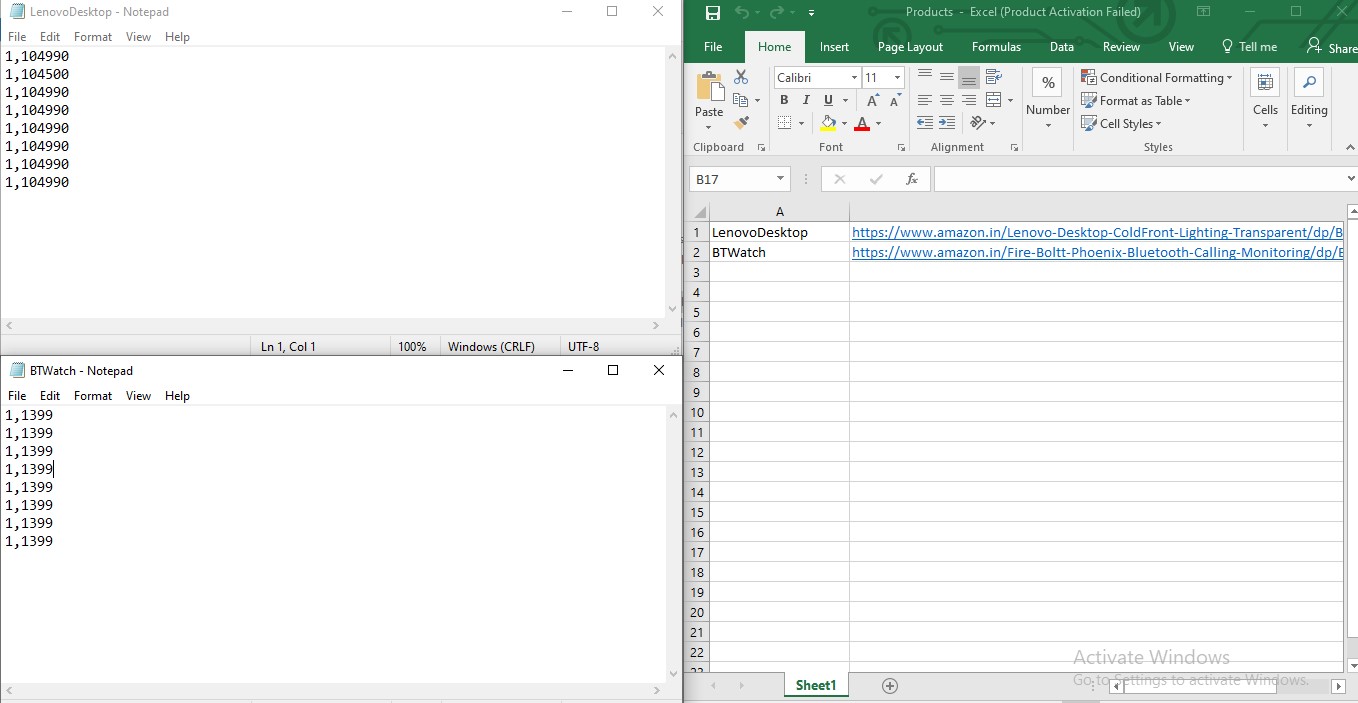 LenovoDesktop - Notepad
File Edit Format View Help
1,104990
1,104500
1,104990
1,104990
1,104990
1,104990
1,104990
1,104990
Ln 1, Col 1 100% Windows (CRLF) UTF-8
BTWatch - Notepad
File Edit Format View Help
1,1399
1,1399
1,1399
1,1399
1,1399
1,1399
1,1399
1,1399
Products - Excel (Product Activation Failed)
File Home Insert Page Layout Formulas Data Review View Tell me Share
Paste
Clipboard
Calibri 11
B I U A A
A
Font
Alignment
%
Number
Conditional Formatting
Format as Table
Cell Styles
Styles
Cells
Editing
B17 fx
A
1 LenovoDesktop https://www.amazon.in/Lenovo-Desktop-ColdFront-Lighting-Transparent/dp/B
2 BTWatch https://www.amazon.in/Fire-Boltt-Phoenix-Bluetooth-Calling-Monitoring/dp/
3
4
5
6
7
8
9
10
11
12
13
14
15
16
17
18
19
20
21
22
Activate Windows
Go to Settings to activate Windows.
Sheet1